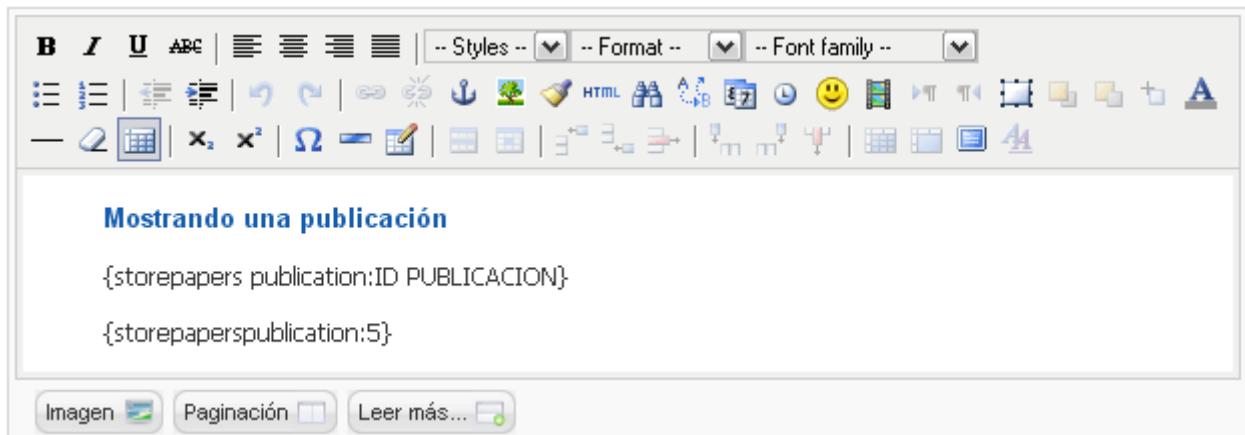 B I U ABC -- Styles -- -- Format -- -- Font family --
HTML
Mostrando una publicación
{storepapers publication:ID PUBLICACION}
{storepaperspublication:5}
Imagen Paginación Leer más...